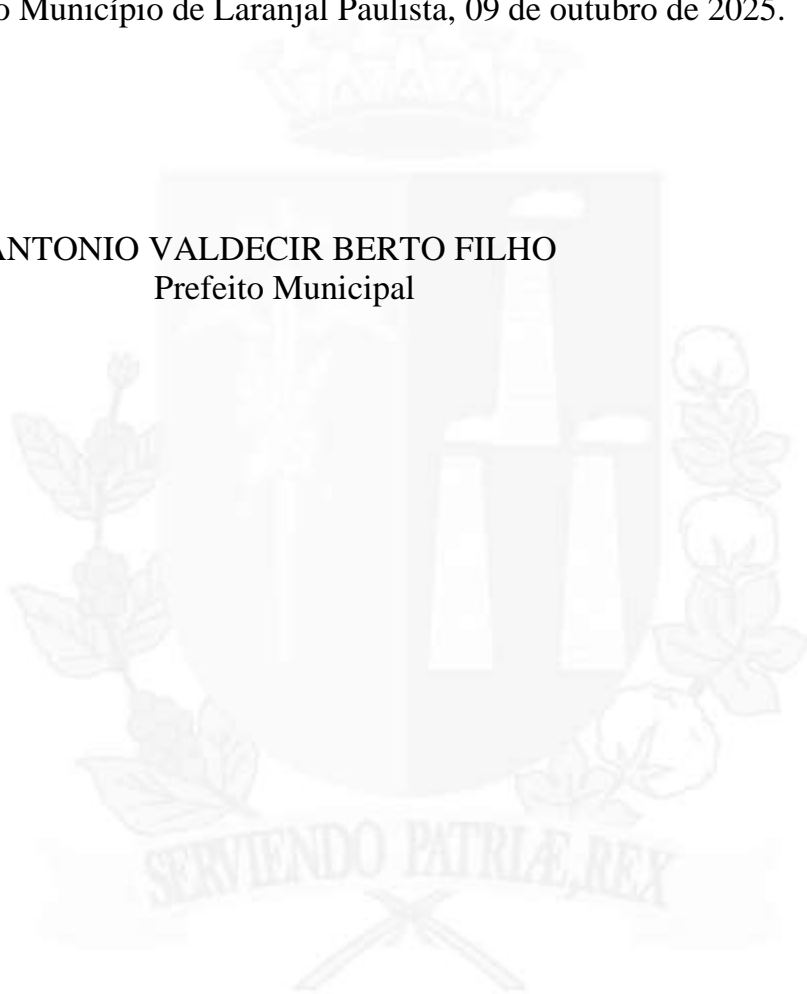 o Município de Laranjal Paulista, 09 de outubro de 2025.
ANTONIO VALDECIR BERTO FILHO
Prefeito Municipal
SERVIENDO PATRIÆ, REX